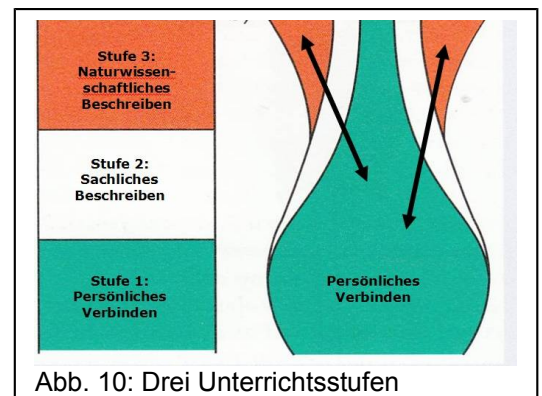 Stufe 3:
Naturwissen-
schaftliches
Beschreiben
Stufe 2:
Sachliches
Beschreiben
Stufe 1:
Persönliches
Verbinden
Persönliches
Verbinden
Abb. 10: Drei Unterrichtsstufen